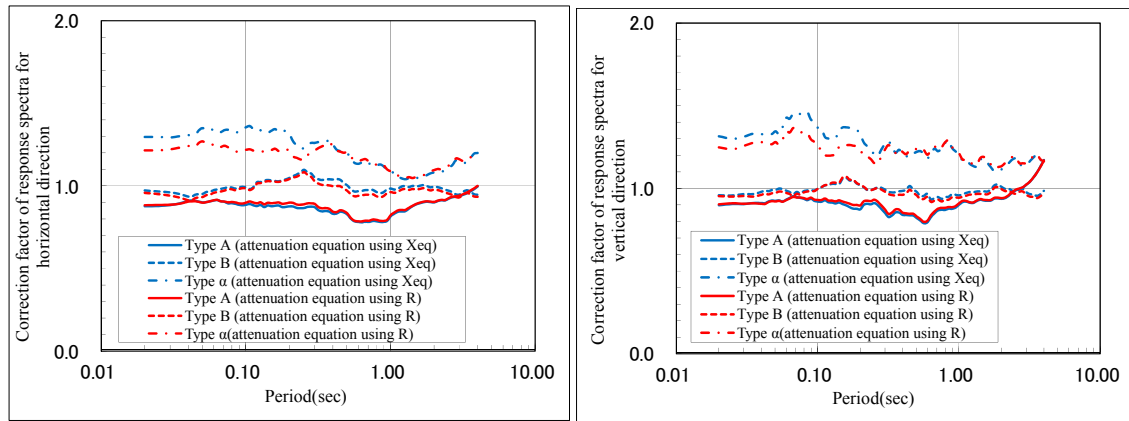 Correction factor of response spectra for
horizontal direction
2.0
1.0
0.0
Type A (attenuation equation using Xeq)
Type B (attenuation equation using Xeq)
Type α (attenuation equation using Xeq)
Type A (attenuation equation using R)
Type B (attenuation equation using R)
Type α(attenuation equation using R)
0.01 0.10 1.00 10.00
Period(sec)
Correction factor of response spectra for
vertical direction
2.0
1.0
0.0
Type A (attenuation equation using Xeq)
Type B (attenuation equation using Xeq)
Type α (attenuation equation using Xeq)
Type A (attenuation equation using R)
Type B (attenuation equation using R)
Type α(attenuation equation using R)
0.01 0.10 1.00 10.00
Period(sec)